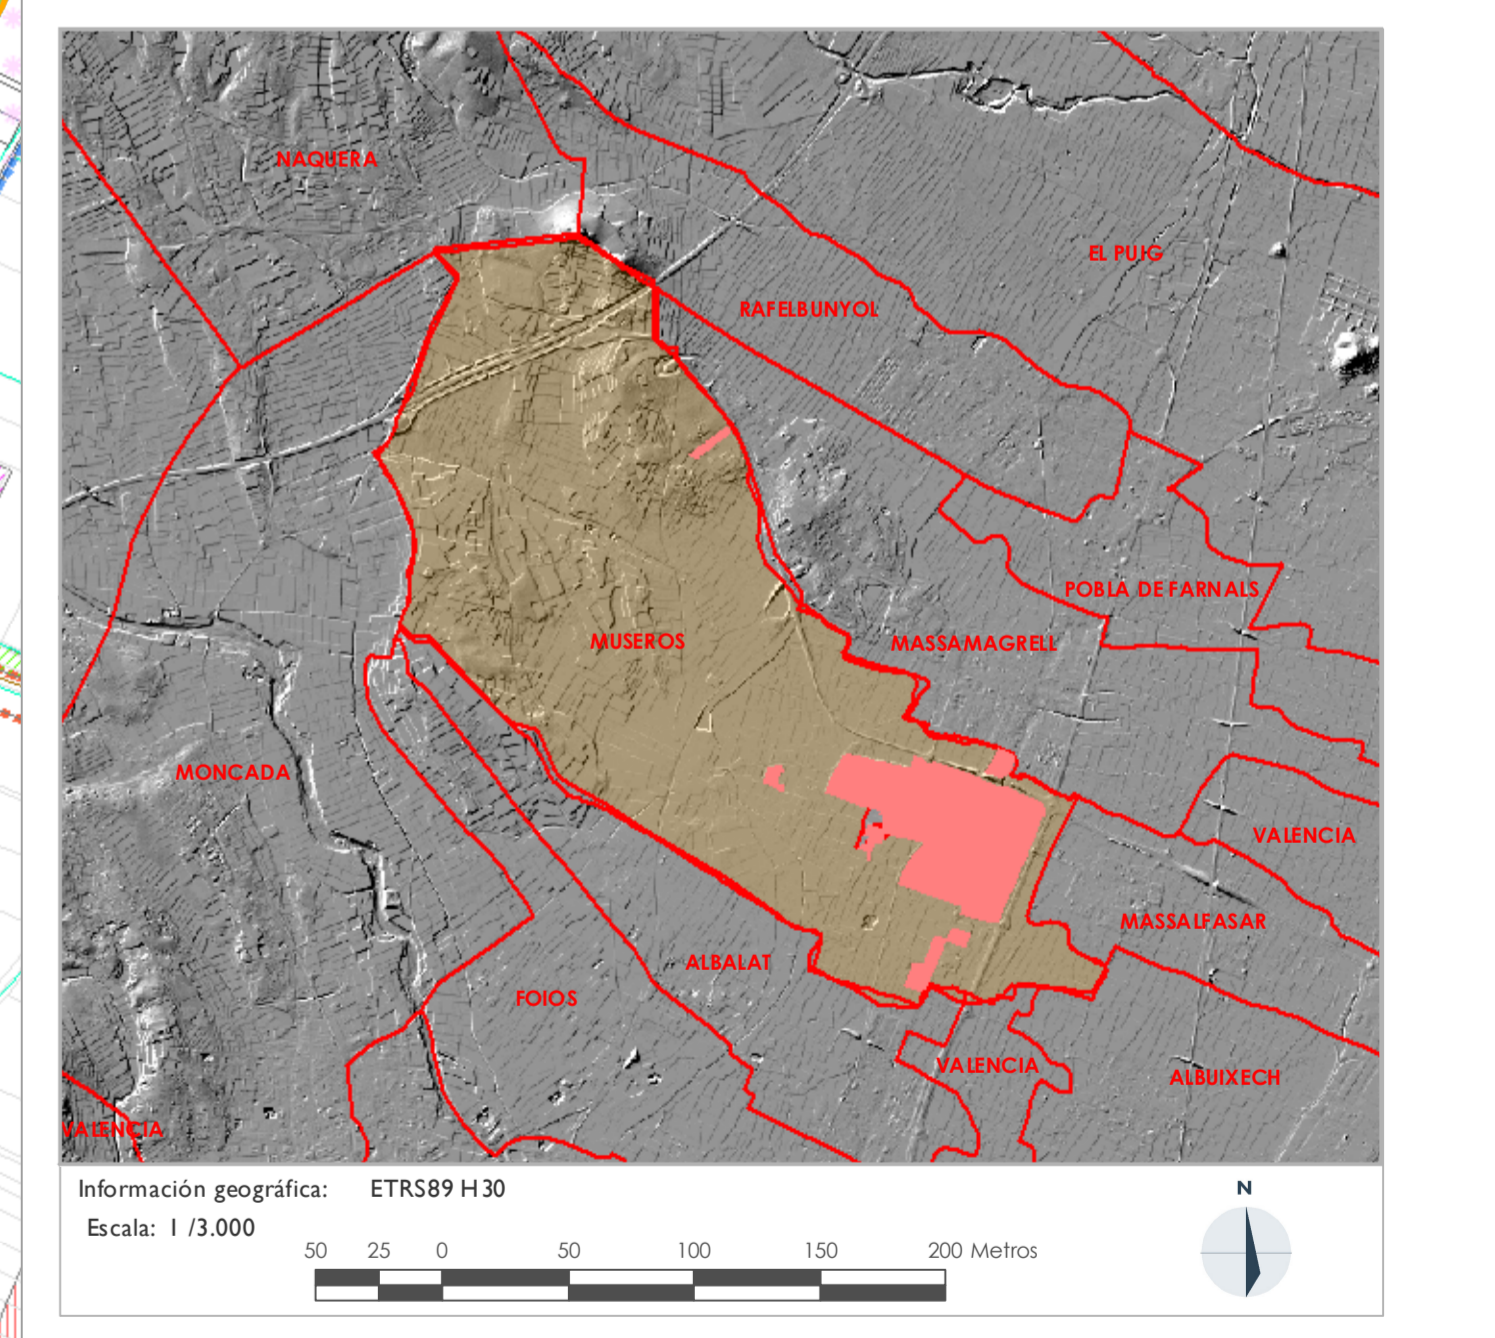 NAQUERA
EL PUIG
RAFELBUNYOL
POBLA DE FARNALS
MUSEROS
MASSAMAGRELL
MONCADA
VALENCIA
MASSALFASAR
ALBALAT
FOIOS
VALENCIA
ALBUIXECH
VALENCIA
Información geográfica: ETRS89 H30
N
Escala: 1 /3.000
50 25 0 50 100 150 200 Metros